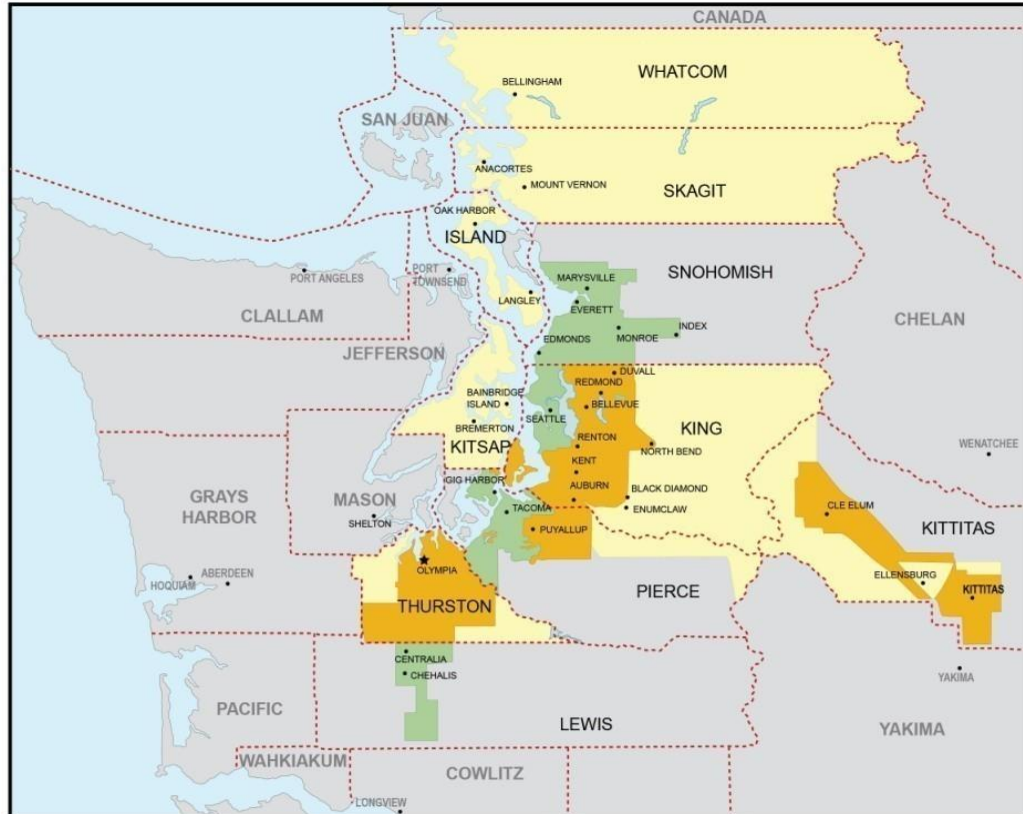 CANADA
WHATCOM
BELLINGHAM
SAN JUAN
ANACORTES
MOUNT VERNON
SKAGIT
OAK HARBOR
ISLAND
PORT ANGELES
PORT
TOWNSEND
SNOHOMISH
MARYSVILLE
LANGLEY
EVERETT
CLALLAM
CHELAN
INDEX
MONROE
EDMONDS
JEFFERSON
DUVALL
REDMOND
BAINBRIDGE
ISLAND
BELLEVUE
SEATTLE
BREMERTON
KING
KITSAP
RENTON
NORTH BEND
WENATCHEE
KENT
GIG HARBOR
GRAYS
HARBOR
MASON
AUBURN
BLACK DIAMOND
ENUMCLAW
CLE ELUM
SHELTON
TACOMA
PUYALLUP
KITTITAS
OLYMPIA
HOQUIAM
ABERDEEN
ELLENSBURG
KITTITAS
PIERCE
THURSTON
CENTRALIA
CHEHALIS
YAKIMA
PACIFIC
LEWIS
YAKIMA
WAHKIAKUM
COWLITZ
LONGVIEW